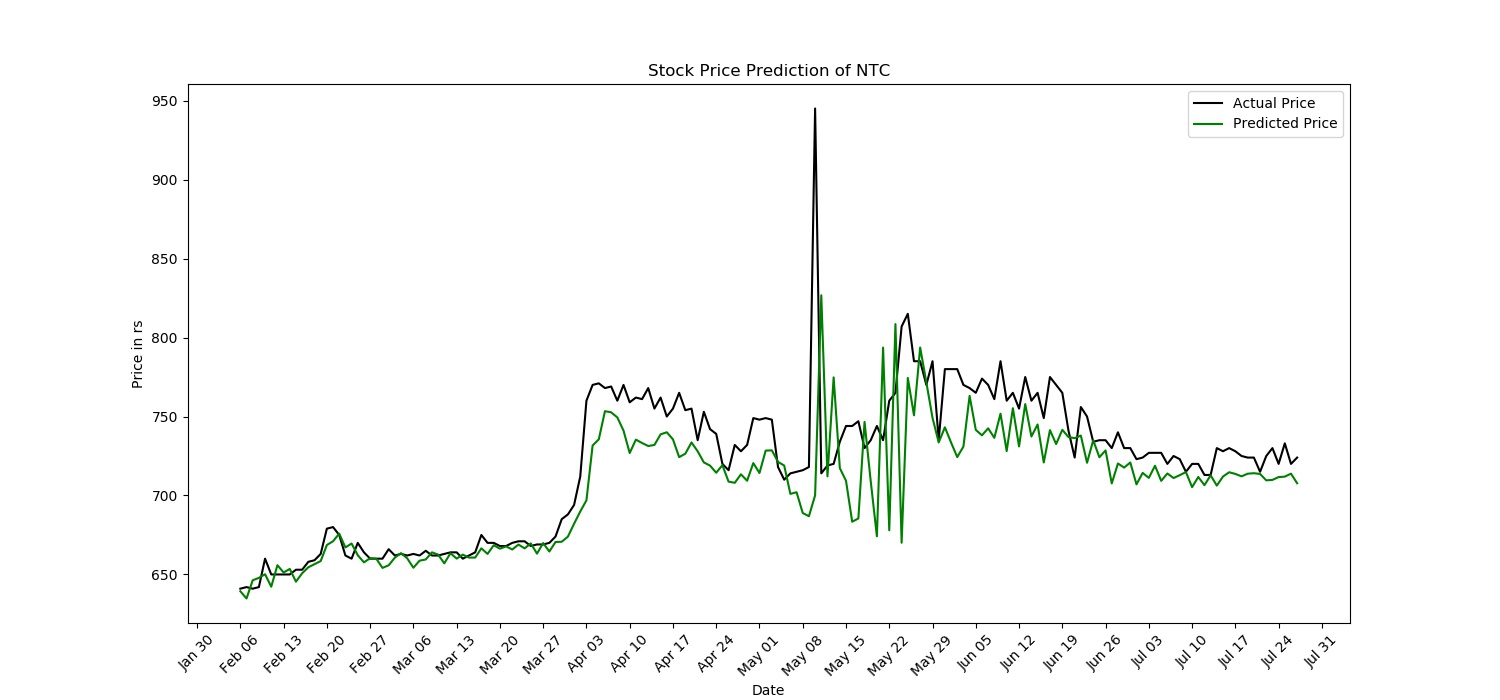 Stock Price Prediction of NTC
Actual Price
Predicted Price
950
900
850
800
750
700
650
Price in rs
Jan 30
Feb 06
Feb 13
Feb 20
Feb 27
Mar 06
Mar 13
Mar 20
Mar 27
Apr 03
Apr 10
Apr 17
Apr 24
May 01
May 08
May 15
May 22
May 29
Jun 05
Jun 12
Jun 19
Jun 26
Jul 03
Jul 10
Jul 17
Jul 24
Jul 31
Date